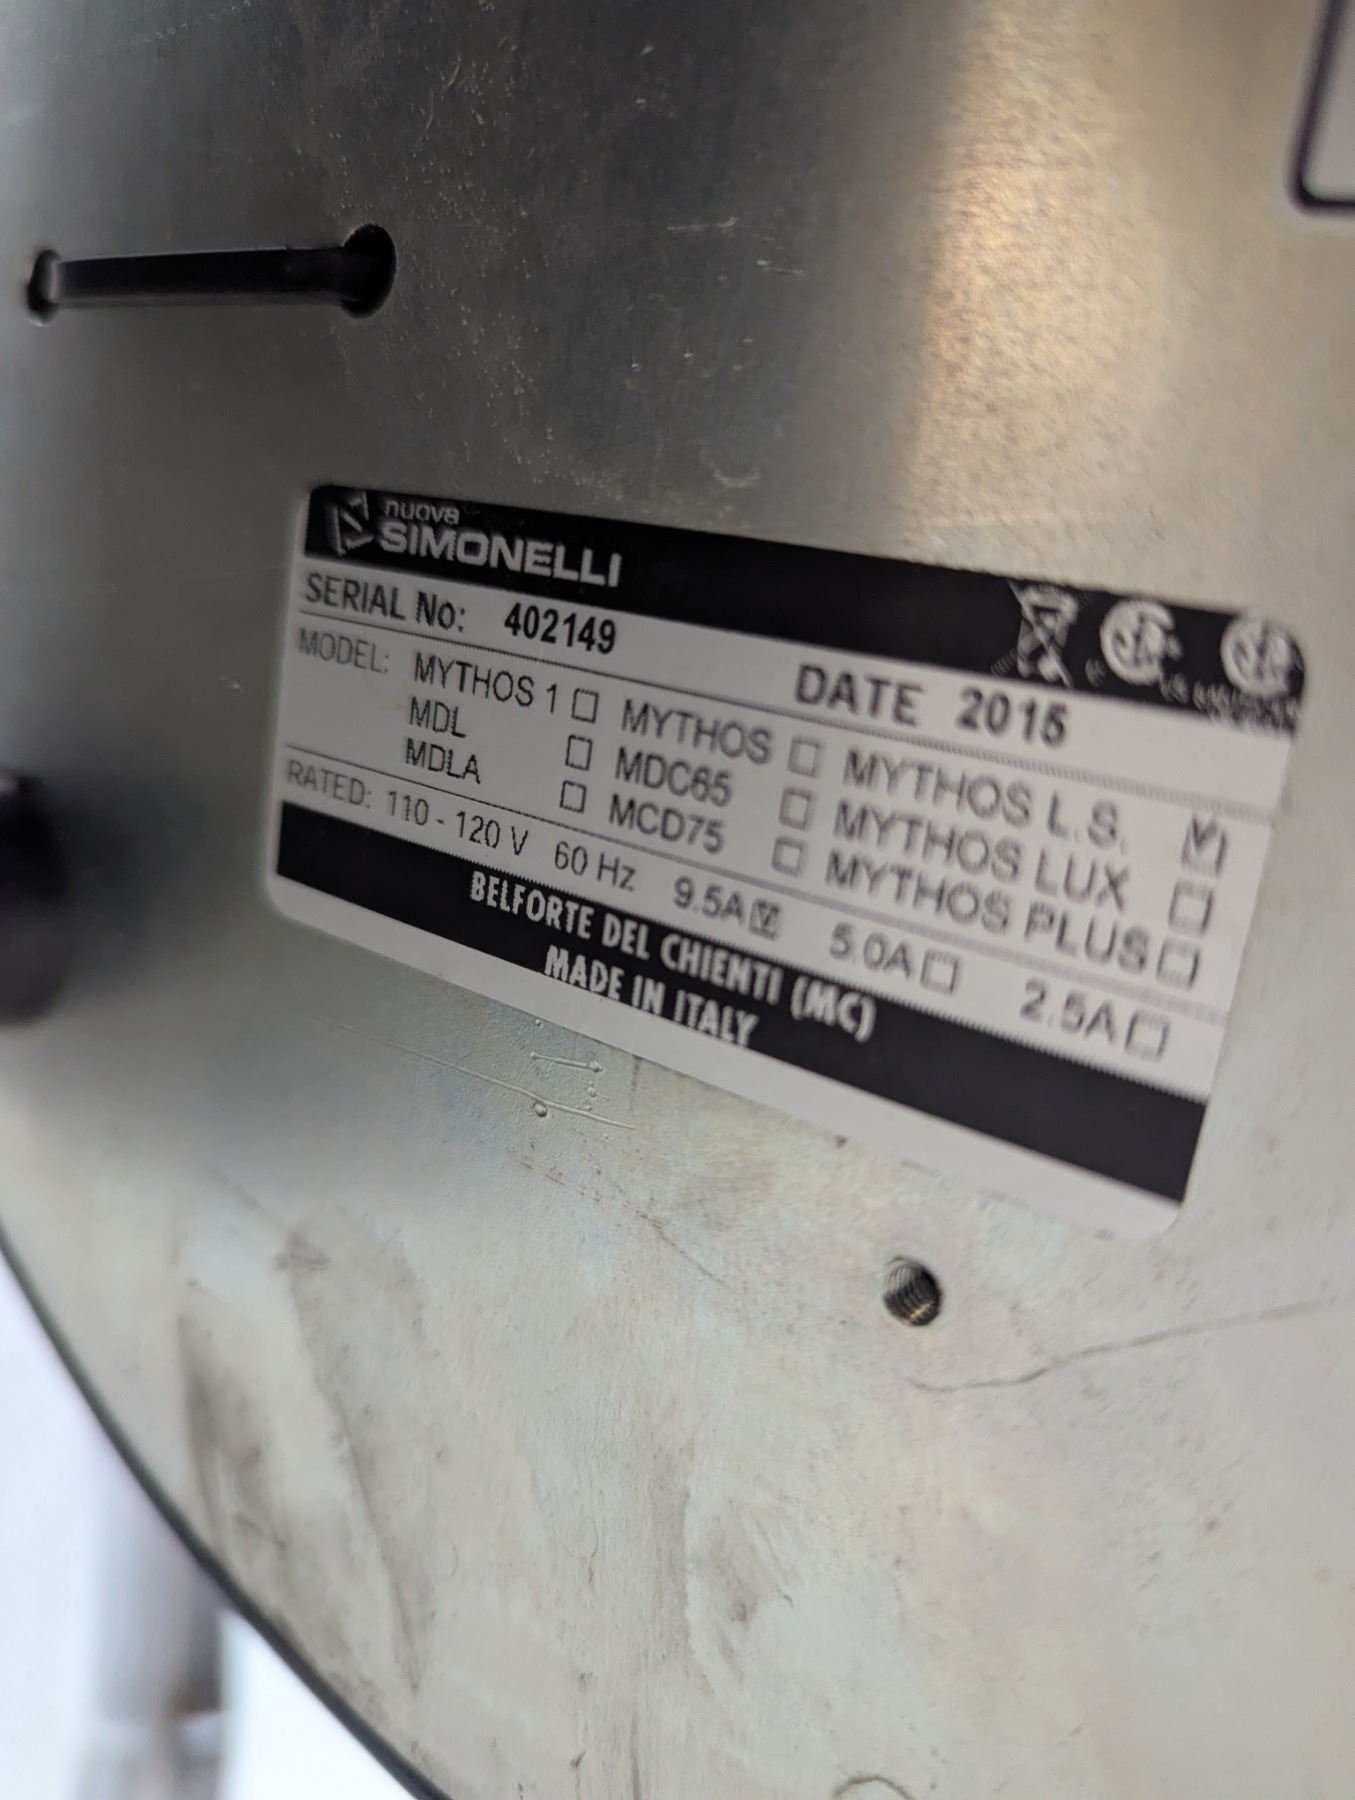 nuova
SIMONELLI
SERIAL No: 402149
DATE 2015
MODEL: MYTHOS 1 ☐ MYTHOS ☐ MYTHOS L.S. ☑
MDL ☐ MDC65 ☐ MYTHOS LUX ☐
MDLA ☐ MCD75 ☐ MYTHOS PLUS ☐
RATED: 110 - 120 V 60 Hz 9.5A ☑ 5.0A ☐ 2.5A ☐
BELFORTE DEL CHIENTI (MC)
MADE IN ITALY